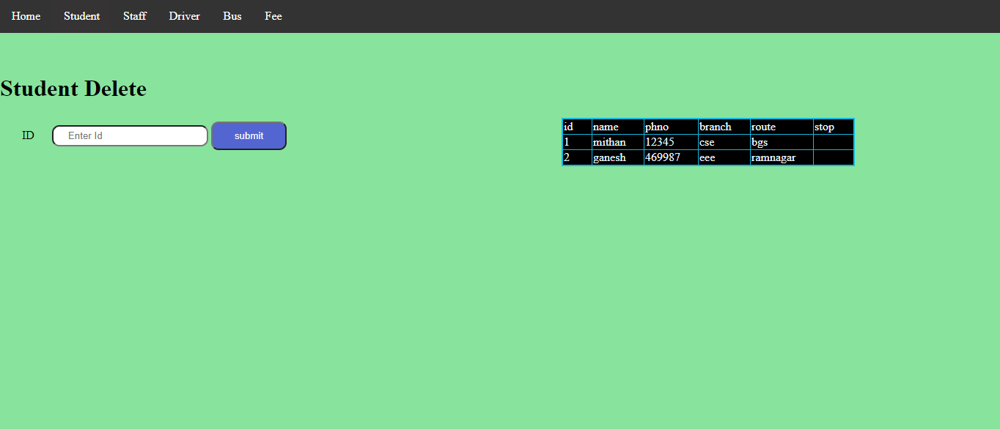 Home Student Staff Driver Bus Fee
Student Delete
ID Enter Id submit
id name phno branch route stop
1 mithan 12345 cse bgs
2 ganesh 469987 eee ramnagar